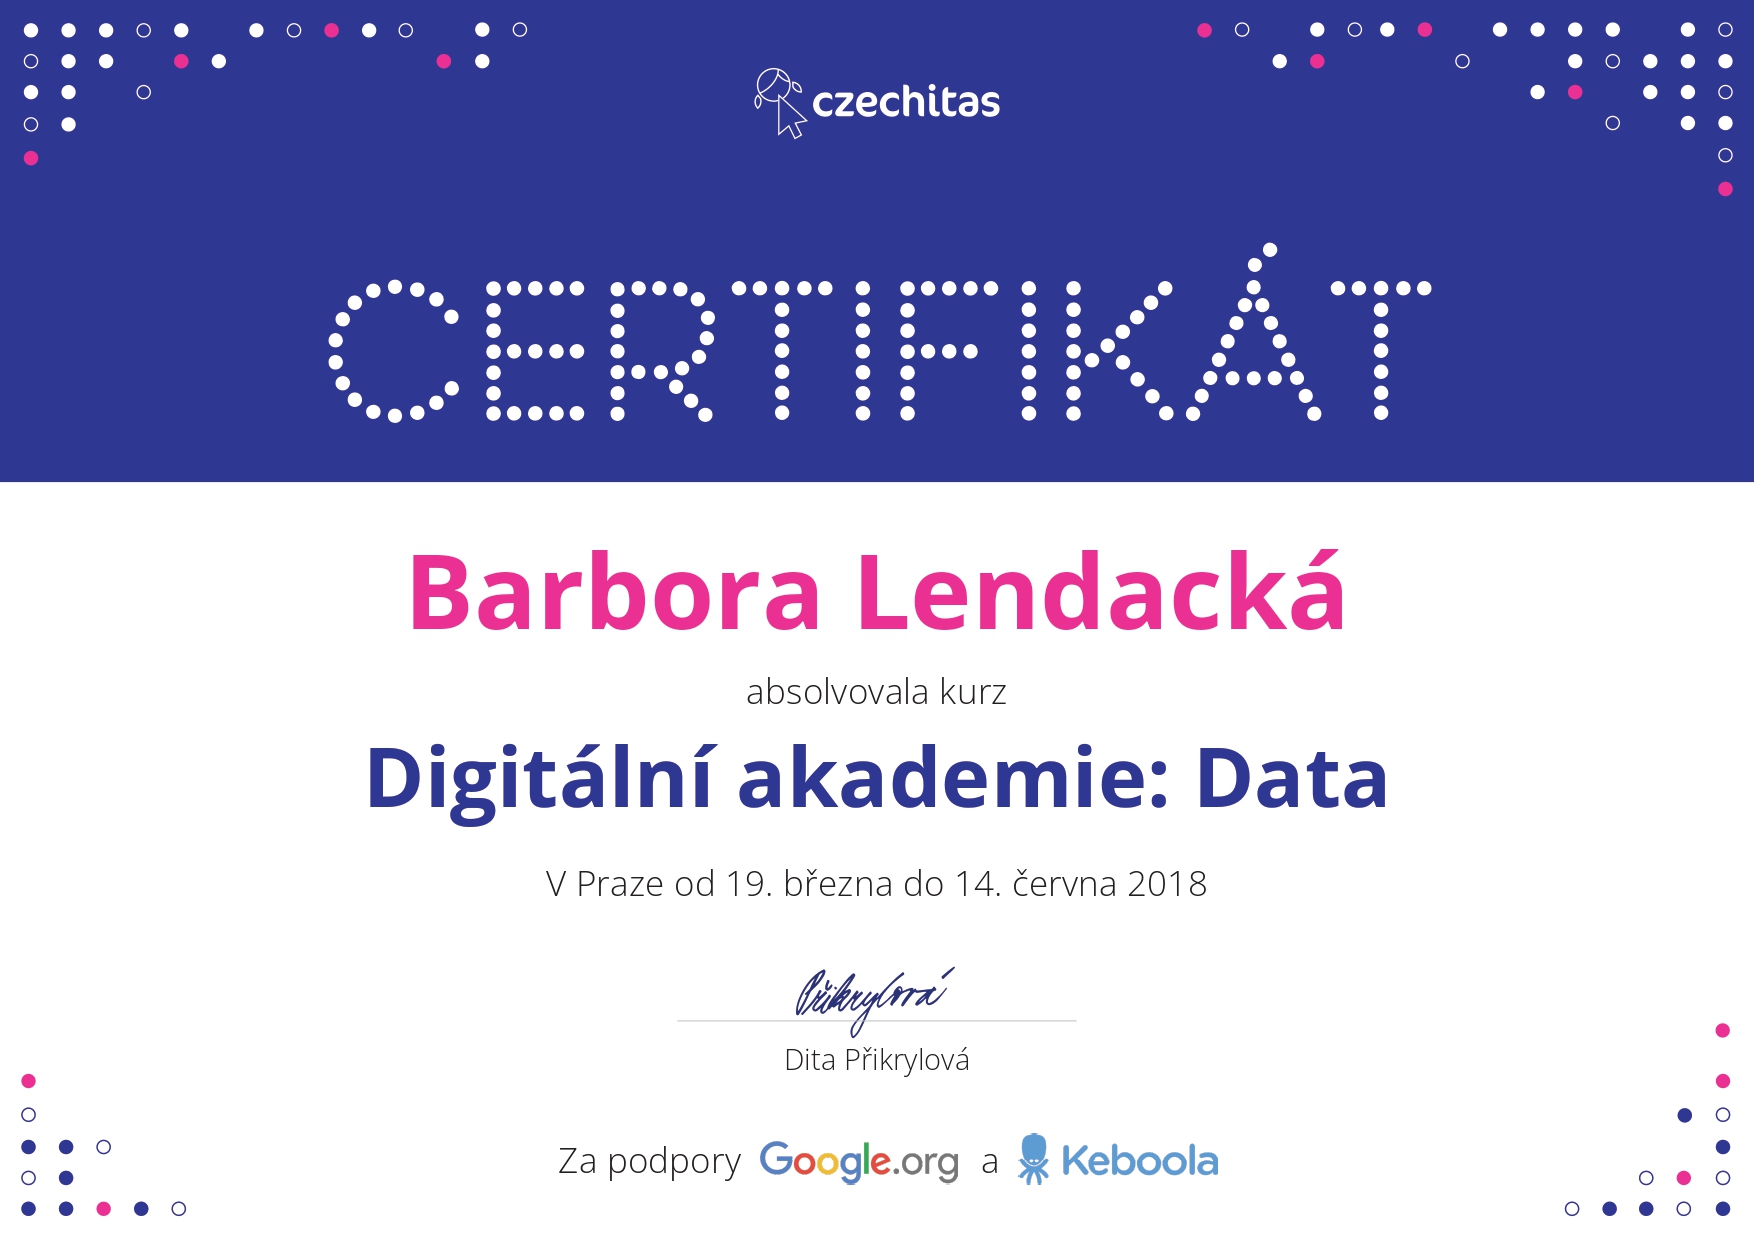 czechitas
CERTIFIKÁT
Barbora Lendacká
absolvovala kurz
Digitální akademie: Data
V Praze od 19. března do 14. června 2018
Přikrylová
Dita Přikrylová
Za podpory Google.org a Keboola